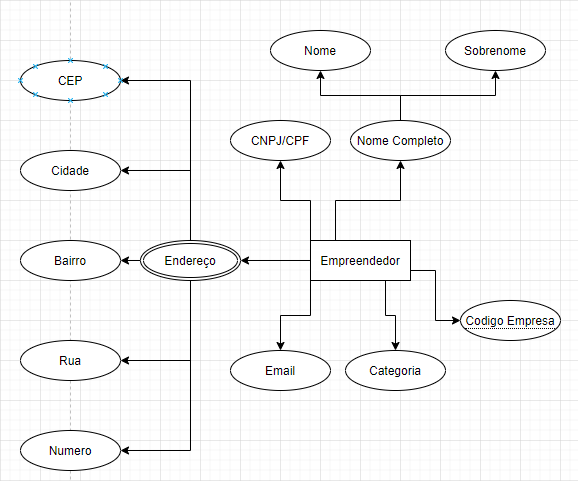 Nome
Sobrenome
CEP
CNPJ/CPF
Nome Completo
Cidade
Bairro
Endereço
Empreendedor
Codigo Empresa
Rua
Email
Categoria
Numero